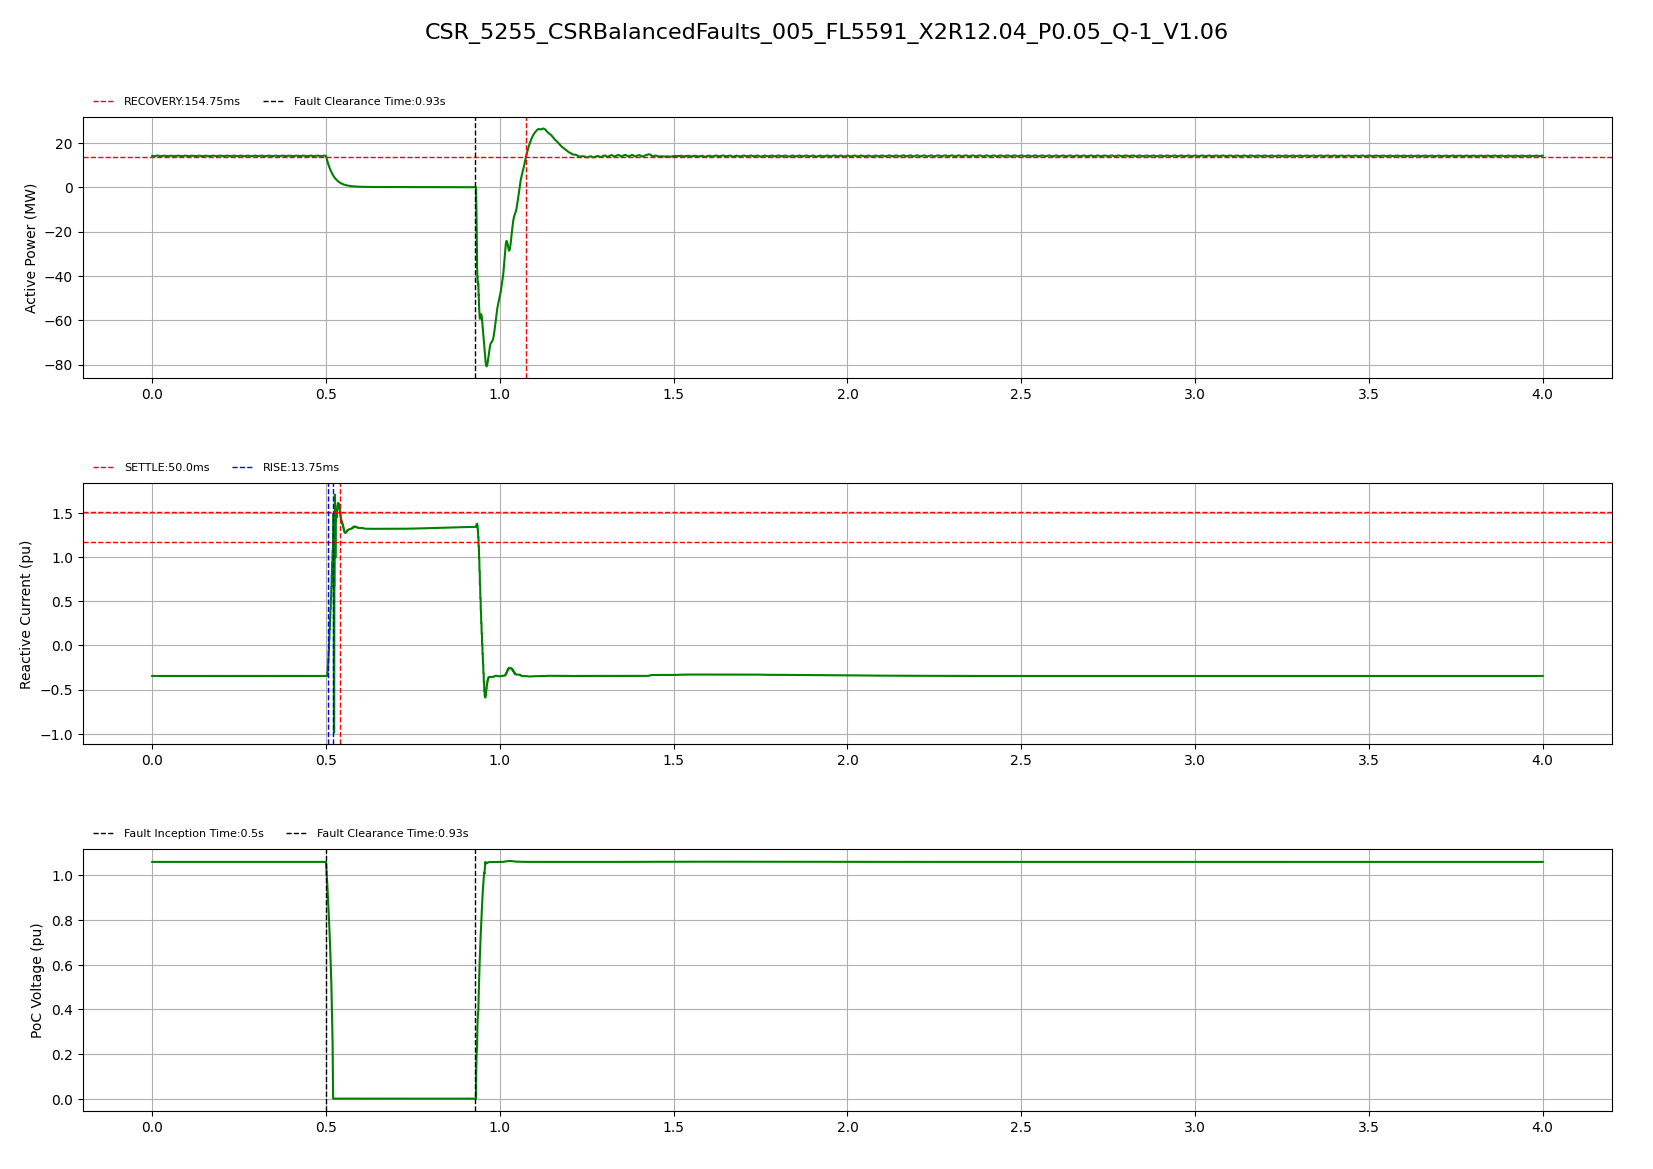 CSR_5255_CSRBalancedFaults_005_FL5591_X2R12.04_P0.05_Q-1_V1.06
RECOVERY:154.75ms Fault Clearance Time:0.93s
Active Power (MW)
20
0
−20
−40
−60
−80
0.0 0.5 1.0 1.5 2.0 2.5 3.0 3.5 4.0
SETTLE:50.0ms RISE:13.75ms
Reactive Current (pu)
1.5
1.0
0.5
0.0
−0.5
−1.0
0.0 0.5 1.0 1.5 2.0 2.5 3.0 3.5 4.0
Fault Inception Time:0.5s Fault Clearance Time:0.93s
PoC Voltage (pu)
1.0
0.8
0.6
0.4
0.2
0.0
0.0 0.5 1.0 1.5 2.0 2.5 3.0 3.5 4.0